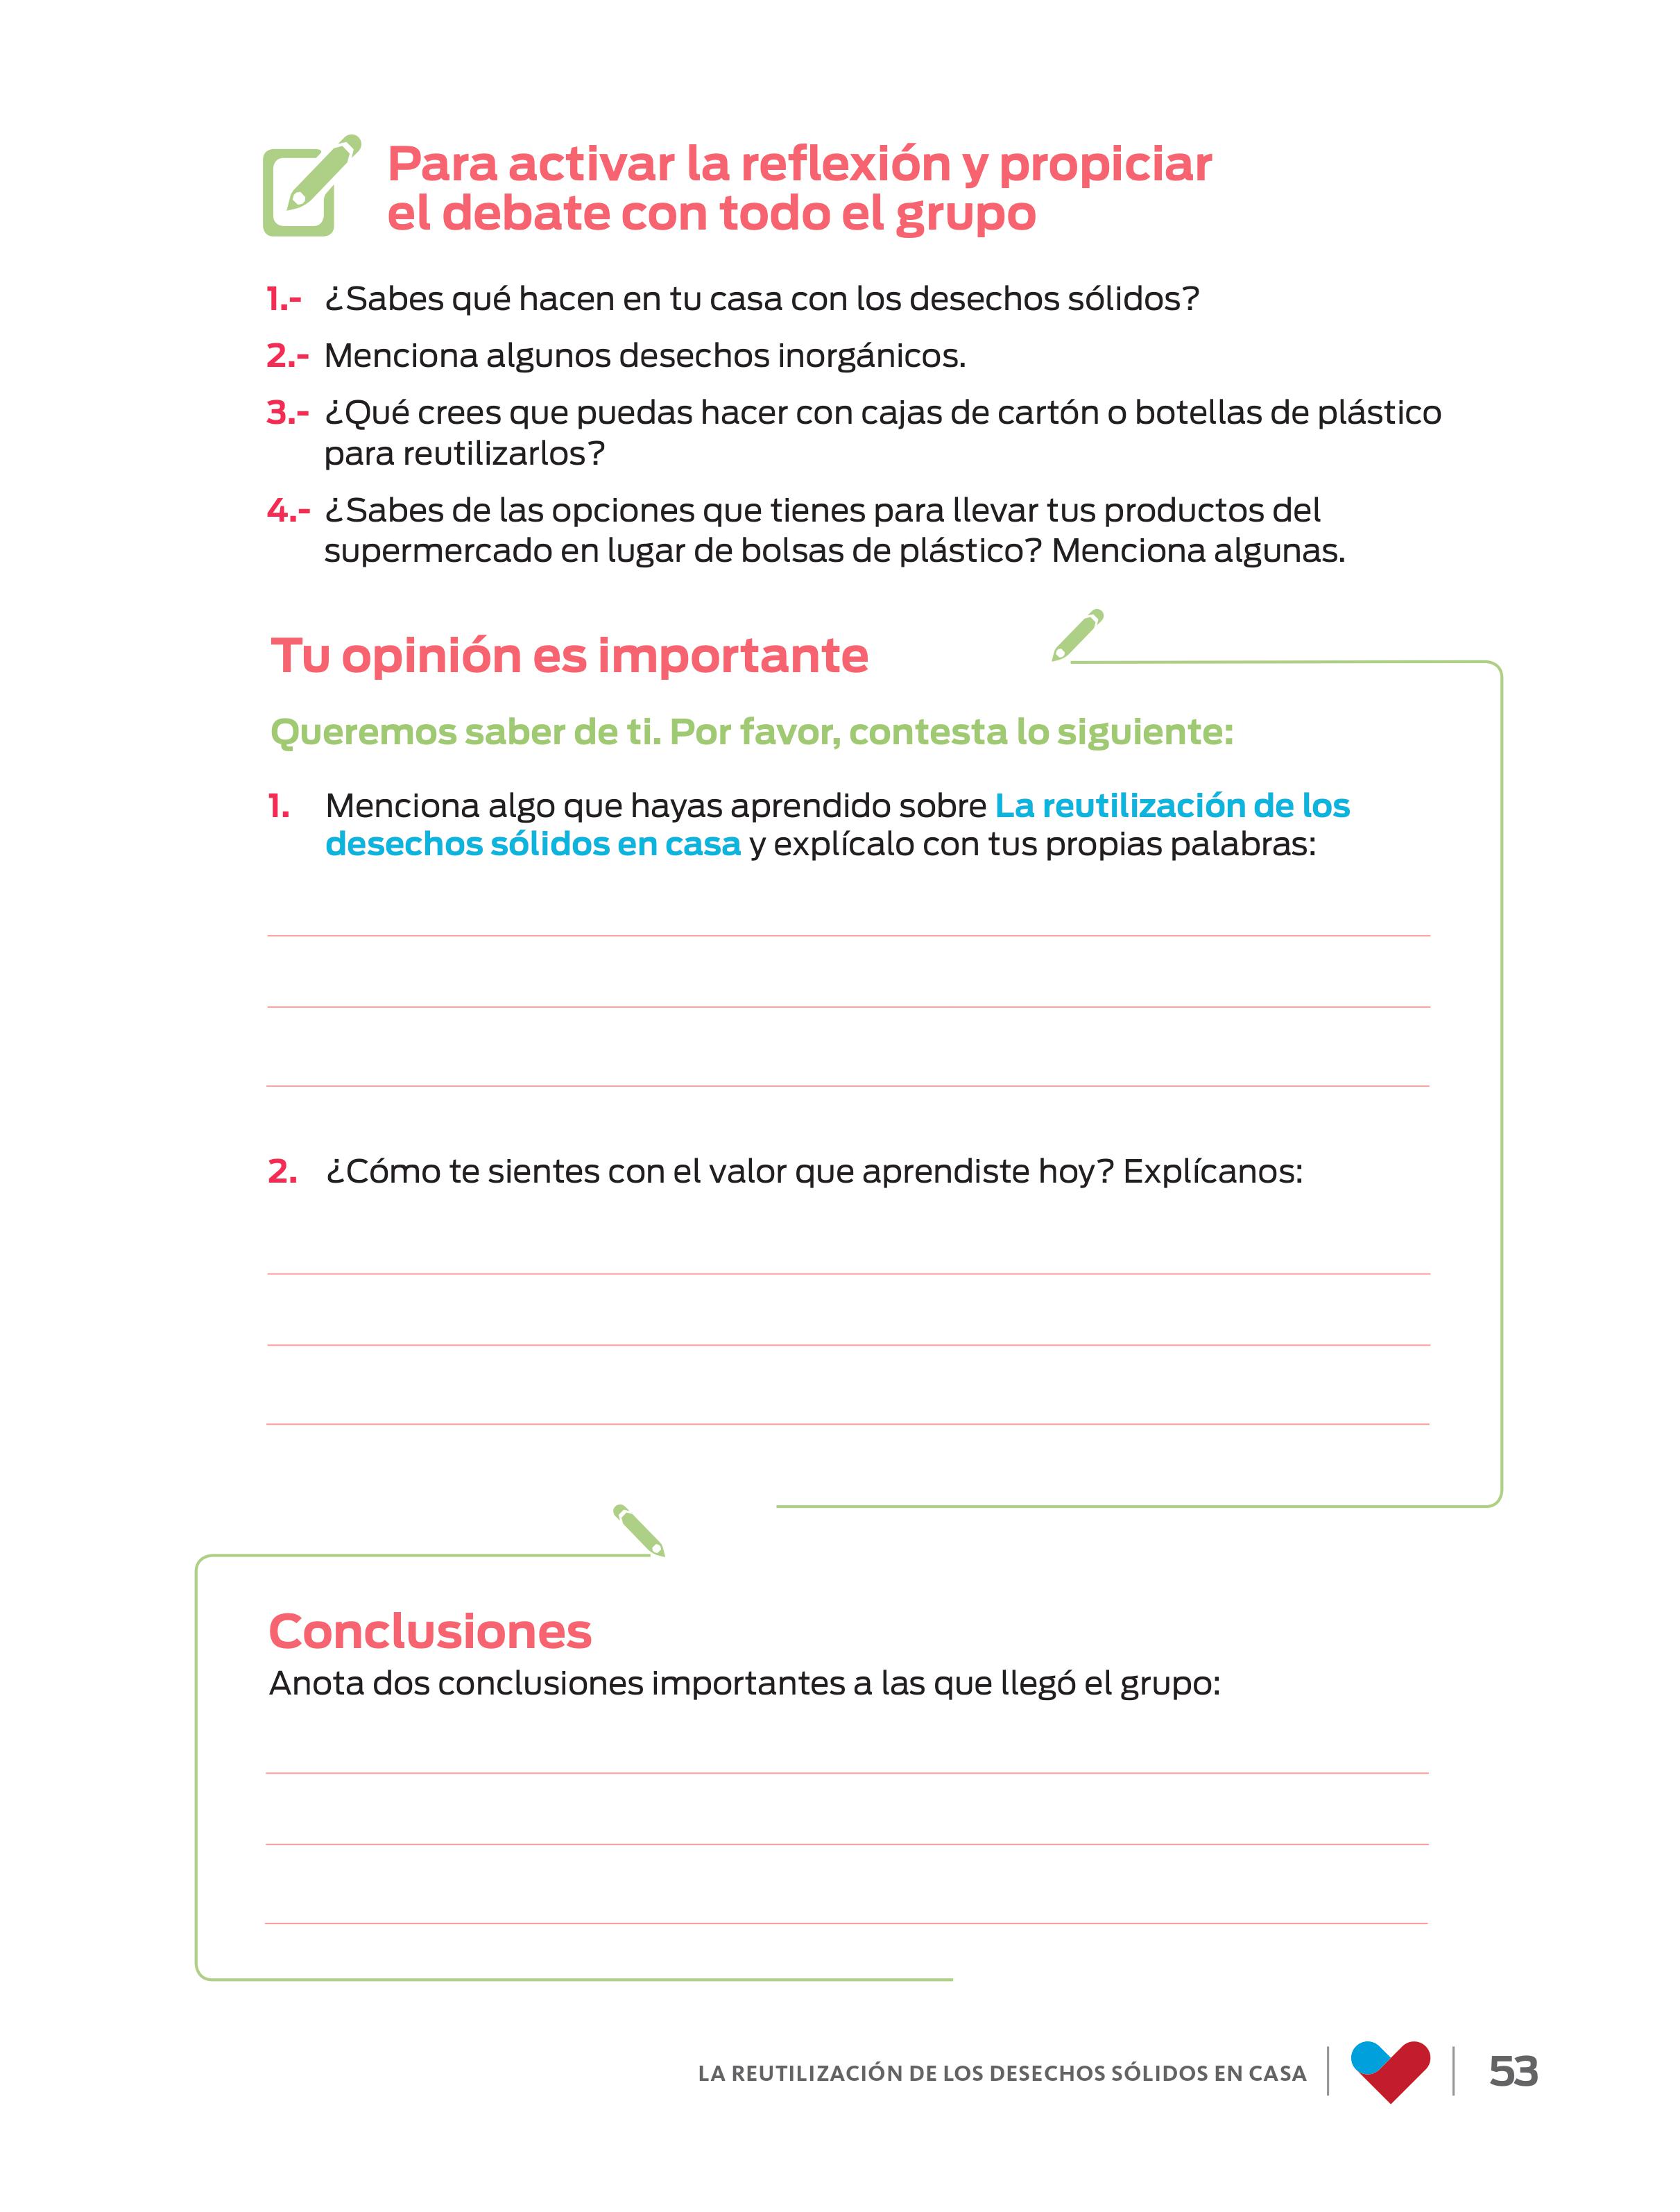 Para activar la reflexión y propiciar
el debate con todo el grupo
1.- ¿Sabes qué hacen en tu casa con los desechos sólidos?
2.- Menciona algunos desechos inorgánicos.
3.- ¿Qué crees que puedas hacer con cajas de cartón o botellas de plástico
para reutilizarlos?
4.- ¿Sabes de las opciones que tienes para llevar tus productos del
supermercado en lugar de bolsas de plástico? Menciona algunas.
Tu opinión es importante
Queremos saber de ti. Por favor, contesta lo siguiente:
1. Menciona algo que hayas aprendido sobre La reutilización de los
desechos sólidos en casa y explícalo con tus propias palabras:
2. ¿Cómo te sientes con el valor que aprendiste hoy? Explícanos:
Conclusiones
Anota dos conclusiones importantes a las que llegó el grupo:
LA REUTILIZACIÓN DE LOS DESECHOS SÓLIDOS EN CASA 53